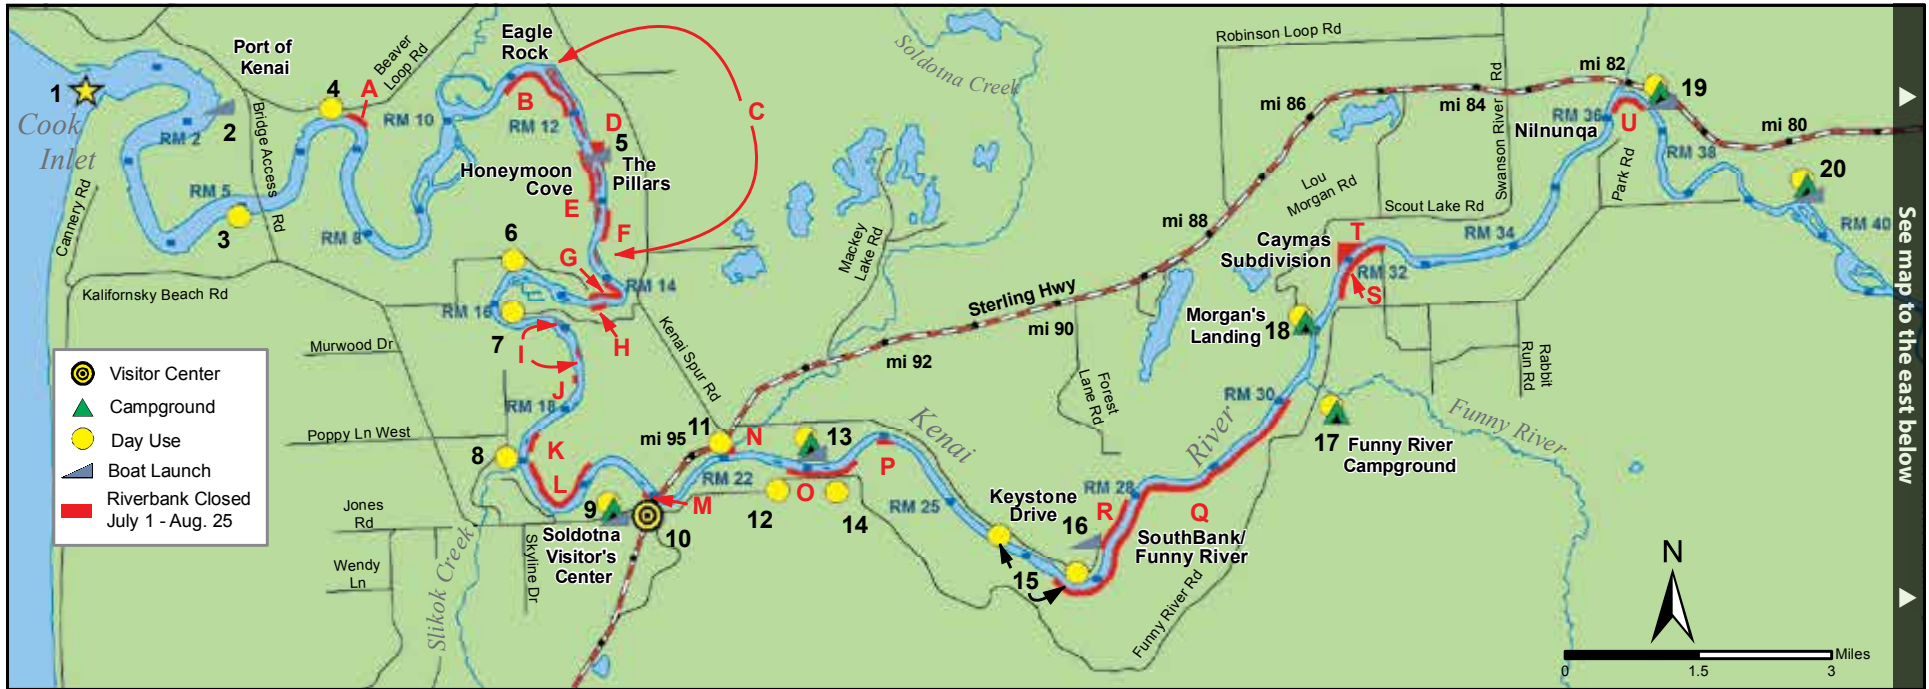 Port of
Kenai
Eagle
Rock
Beaver
Loop Rd
Soldotna Creek
Robinson Loop Rd
mi 82
1
2
4
A
RM 10
B
RM 12
C
D
5
The
Pillars
mi 86
mi 84
Swanson River Rd
RM 36
Nilnunqa
U
19
mi 80
Cook
Inlet
RM 2
Bridge Access Rd
RM 5
3
Cannery Rd
RM 8
Honeymoon
Cove
E
F
Park Rd
RM 38
20
RM 40
Lou
Morgan Rd
Scout Lake Rd
mi 88
6
G
RM 14
Mackey
Lake Rd
Caymas
Subdivision
T
RM 32
S
RM 34
Kalifornsky Beach Rd
RM 16
7
I
H
Kenai Spur Rd
Sterling Hwy
mi 90
mi 92
Morgan's
Landing
18
Murwood Dr
J
RM 18
Forest
Lane Rd
RM 30
Rabbit
Run Rd
Visitor Center
Campground
Day Use
Boat Launch
Riverbank Closed
July 1 - Aug. 25
Poppy Ln West
8
K
L
mi 95
11
N
13
Kenai
River
Funny River
17
Funny River
Campground
RM 22
O
P
M
12
14
RM 25
Keystone
Drive
16
RM 28
R
Q
SouthBank/
Funny River
Jones
Rd
9
10
Soldotna
Visitor's
Center
Skyline Dr
Slikok Creek
Wendy
Ln
15
Funny River Rd
N
Miles
0
1.5
3
See map to the east below